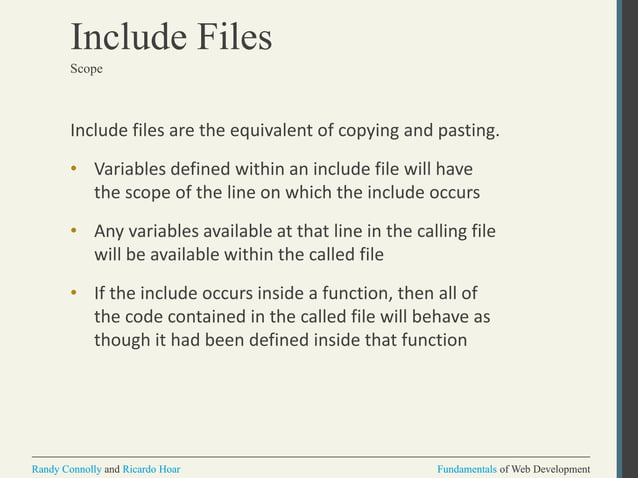 Include Files
Scope
Include files are the equivalent of copying and pasting.
• Variables defined within an include file will have
the scope of the line on which the include occurs
• Any variables available at that line in the calling file
will be available within the called file
• If the include occurs inside a function, then all of
the code contained in the called file will behave as
though it had been defined inside that function
Randy Connolly and Ricardo Hoar
Fundamentals of Web Development